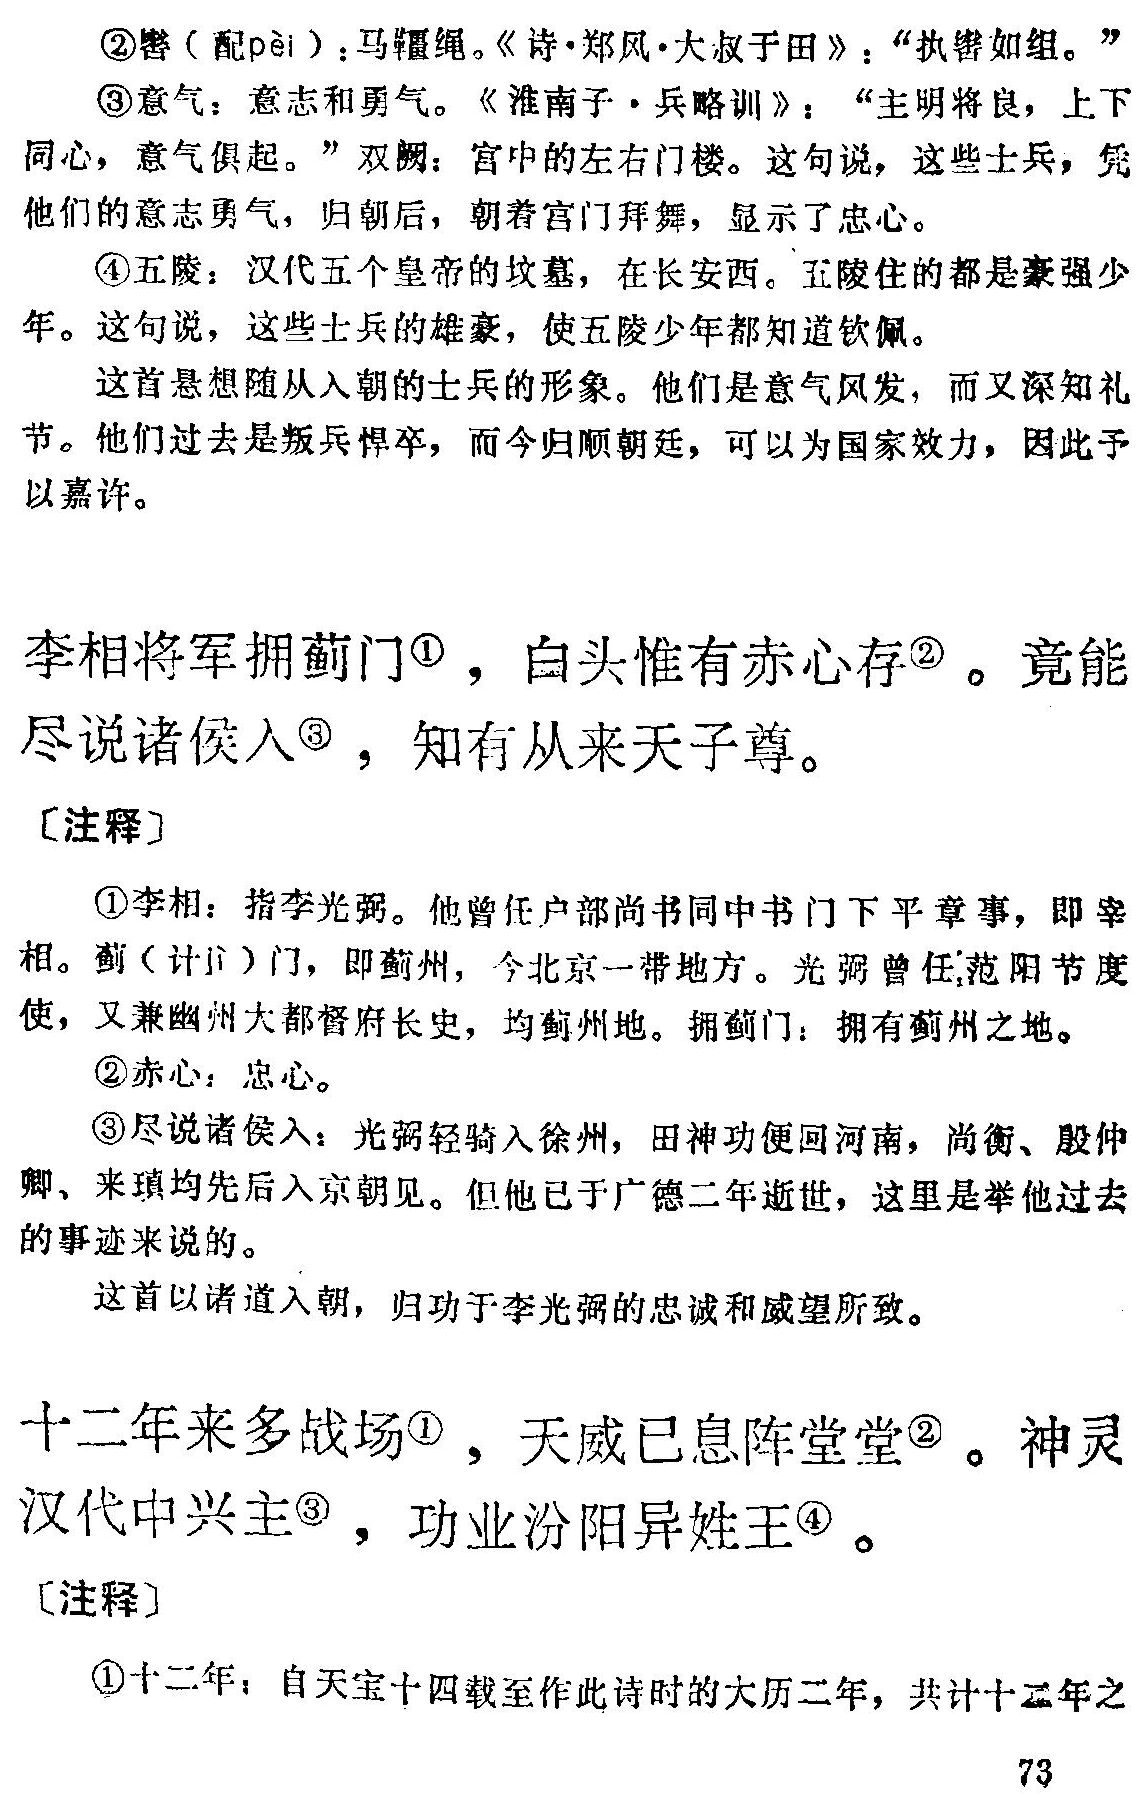 ②辔（配pèi）：马韁绳。《诗·郑风·大叔于田》：“执辔如组。”
③意气：意志和勇气。《淮南子·兵略训》：“主明将良，上下
同心，意气俱起。”双阙：宫中的左右门楼。这句说，这些士兵，凭
他们的意志勇气，归朝后，朝着宫门拜舞，显示了忠心。
④五陵：汉代五个皇帝的坟墓，在长安西。五陵住的都是豪强少
年。这句说，这些士兵的雄豪，使五陵少年都知道钦佩。
这首悬想随从入朝的士兵的形象。他们是意气风发，而又深知礼
节。他们过去是叛兵悍卒，而今归顺朝廷，可以为国家效力，因此予
以嘉许。
李相将军拥蓟门①，白头惟有赤心存②。竟能
尽说诸侯入③，知有从来天子尊。
〔注释〕
①李相：指李光弼。他曾任户部尚书同中书门下平章事，即宰
相。蓟（计jì）门，即蓟州，今北京一带地方。光弼曾任范阳节度
使，又兼幽州大都督府长史，均蓟州地。拥蓟门：拥有蓟州之地。
②赤心：忠心。
③尽说诸侯入：光弼轻骑入徐州，田神功便回河南，尚衡、殷仲
卿、来瑱均先后入京朝见。但他已于广德二年逝世，这里是举他过去
的事迹来说的。
这首以诸道入朝，归功于李光弼的忠诚和威望所致。
十二年来多战场①，天威已息阵堂堂②。神灵
汉代中兴主③，功业汾阳异姓王④。
〔注释〕
①十二年：自天宝十四载至作此诗时的大历二年，共计十三年之
73